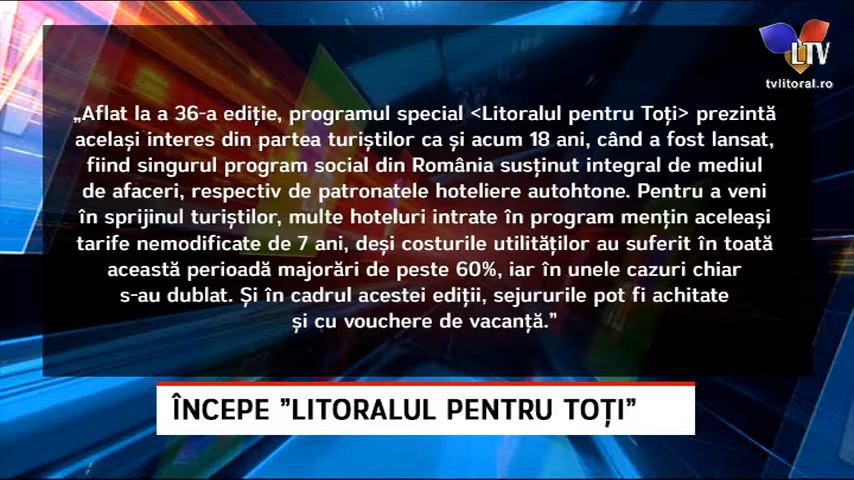 LTV
tvlitoral.ro
„Aflat la a 36-a ediție, programul special <Litoralul pentru Toți> prezintă
același interes din partea turiștilor ca și acum 18 ani, când a fost lansat,
fiind singurul program social din România susținut integral de mediul
de afaceri, respectiv de patronatele hoteliere autohtone. Pentru a veni
în sprijinul turiștilor, multe hoteluri intrate în program mențin aceleași
tarife nemodificate de 7 ani, deși costurile utilităților au suferit în toată
această perioadă majorări de peste 60%, iar în unele cazuri chiar
s-au dublat. Și în cadrul acestei ediții, sejururile pot fi achitate
și cu vouchere de vacanță.”
ÎNCEPE ”LITORALUL PENTRU TOȚI”